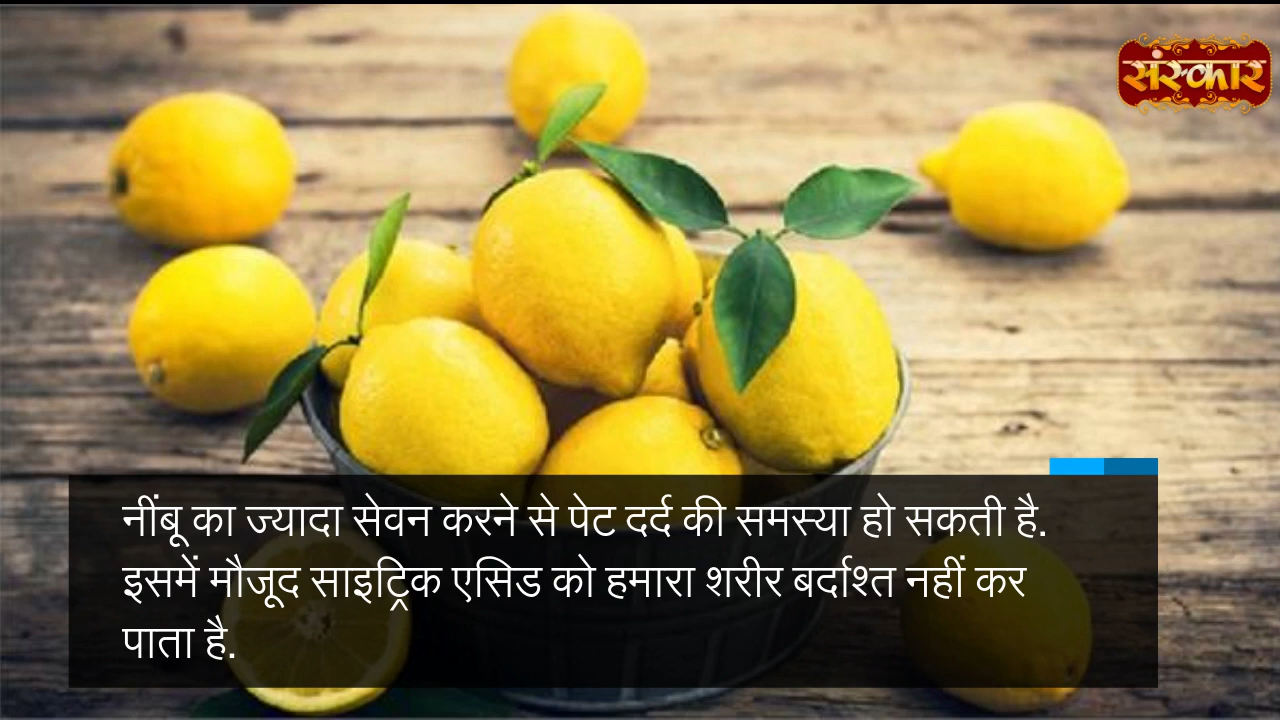 संस्कार
नींबू का ज्यादा सेवन करने से पेट दर्द की समस्या हो सकती है.
इसमें मौजूद साइट्रिक एसिड को हमारा शरीर बर्दाश्त नहीं कर
पाता है.